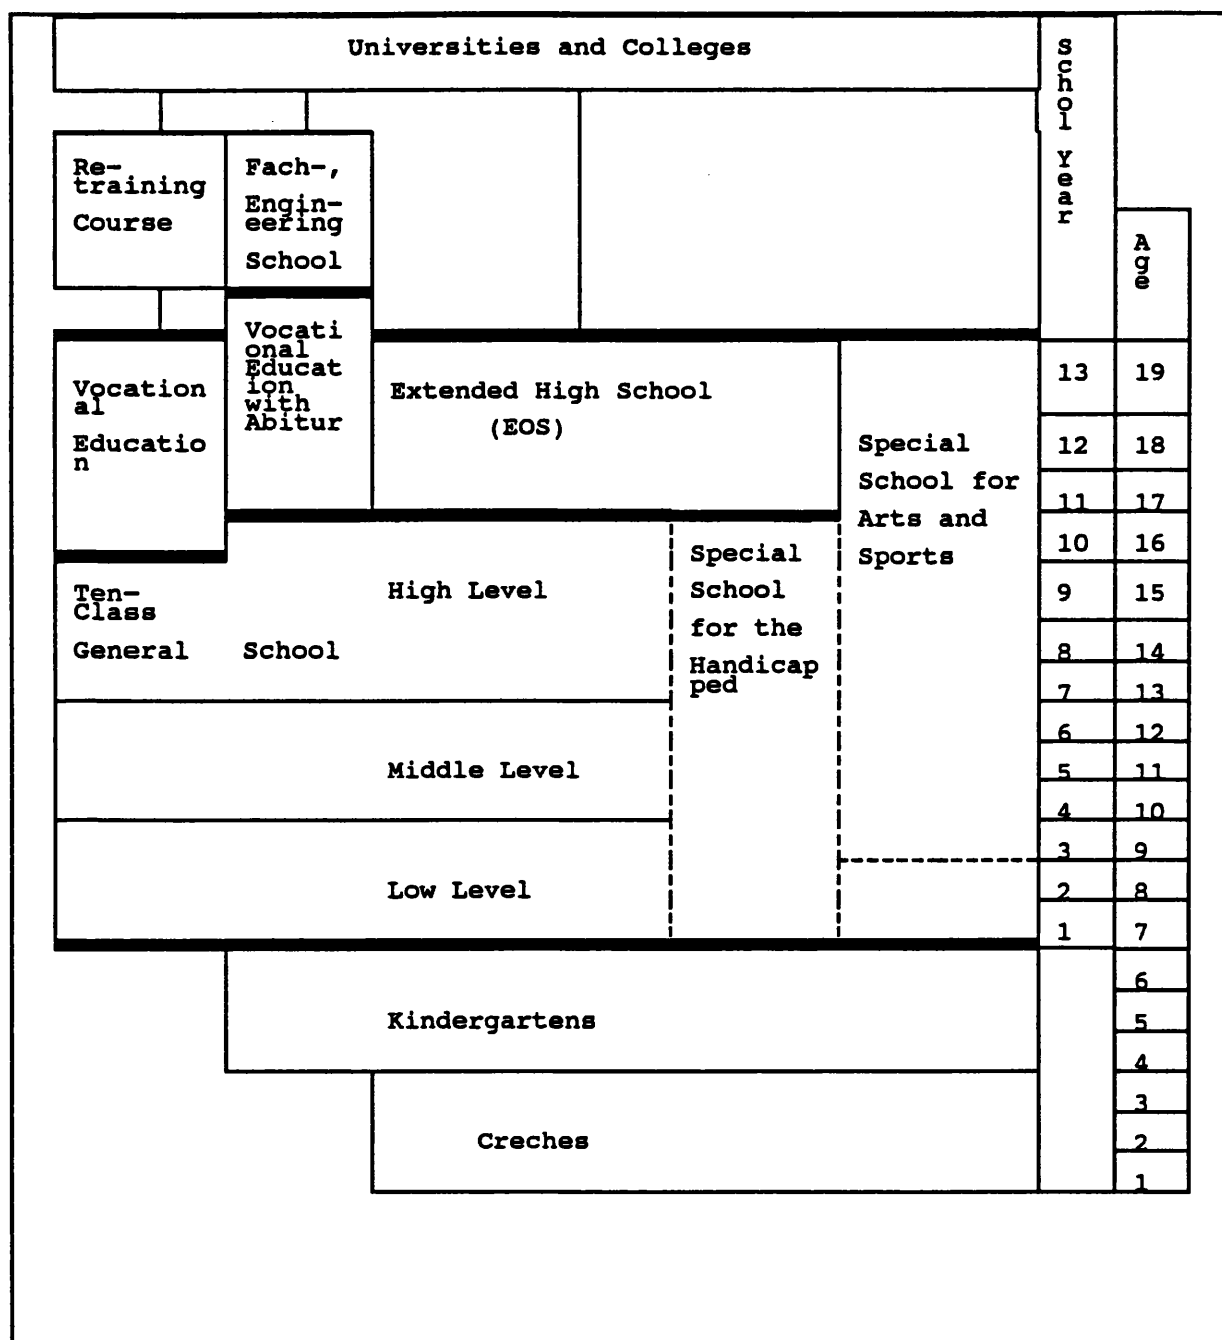 Universities and Colleges
School Year
Re-
training
Course
Fach-,
Engin-
eering
School
Age
Vocati
onal
Educat
ion
with
Abitur
Vocation
al
Educatio
n
Extended High School
(EOS)
Special
School for
Arts and
Sports
13 19
12 18
11 17
10 16
9 15
8 14
7 13
6 12
5 11
4 10
3 9
2 8
1 7
6
5
4
3
2
1
Special
School
for the
Handicap
ped
Ten-
Class
General School
High Level
Middle Level
Low Level
Kindergartens
Creches